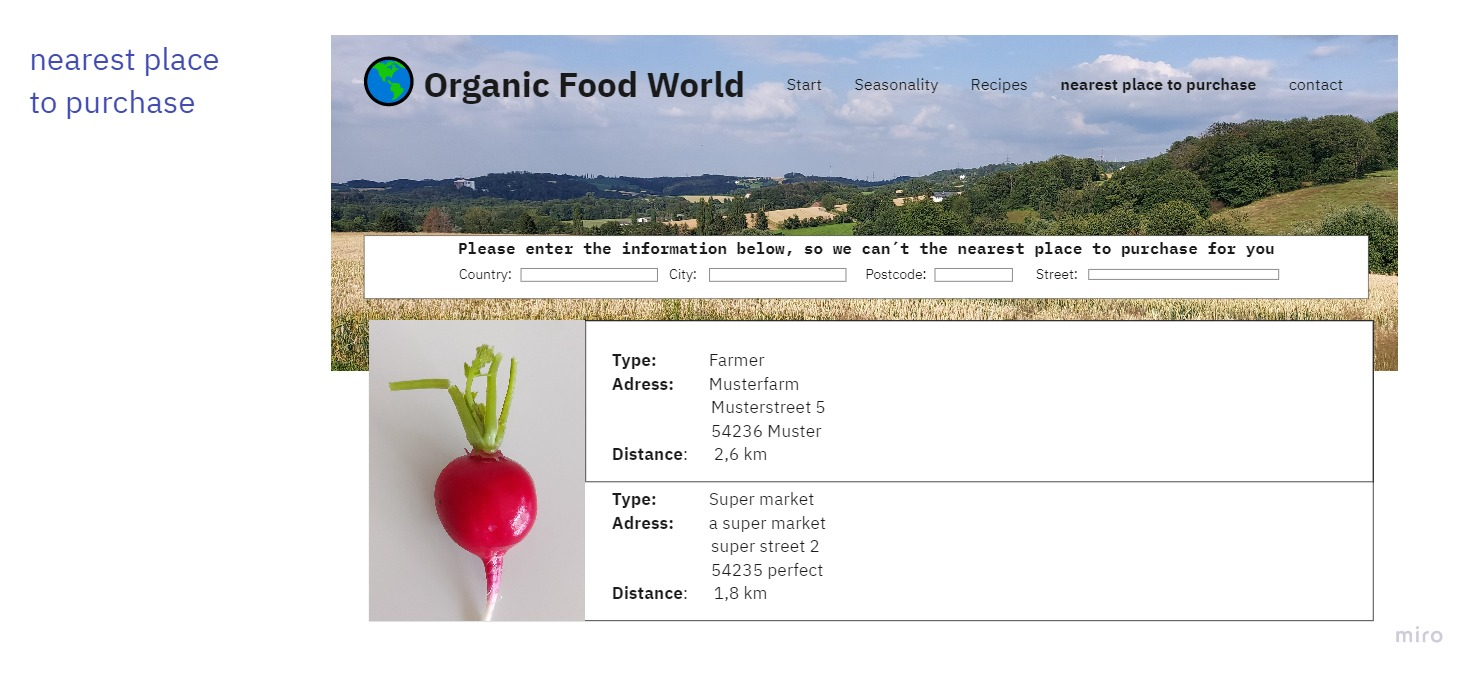 nearest place
to purchase
Organic Food World
Start Seasonality Recipes nearest place to purchase contact
Please enter the information below, so we can´t the nearest place to purchase for you
Country: City: Postcode: Street:
Type: Farmer
Adress: Musterfarm
Musterstreet 5
54236 Muster
Distance: 2,6 km
Type: Super market
Adress: a super market
super street 2
54235 perfect
Distance: 1,8 km
miro